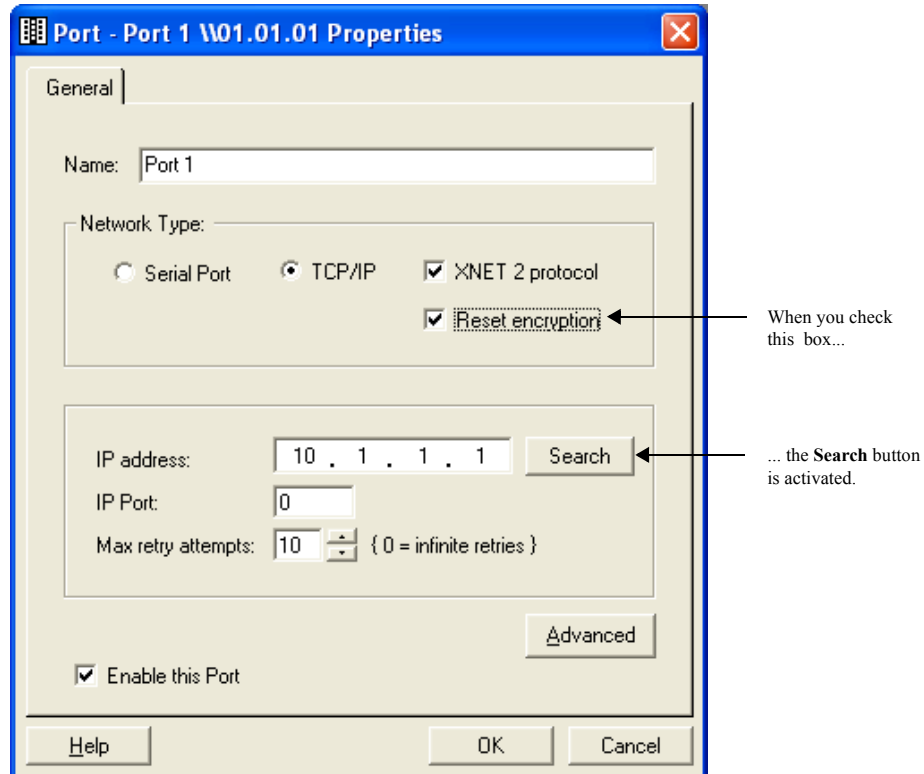 Port - Port 1 \\01.01.01 Properties
General
Name: Port 1
Network Type:
Serial Port TCP/IP XNET 2 protocol
Reset encryption
When you check
this box...
IP address: 10 . 1 . 1 . 1 Search
... the Search button
is activated.
IP Port: 0
Max retry attempts: 10 { 0 = infinite retries }
Advanced
Enable this Port
Help OK Cancel